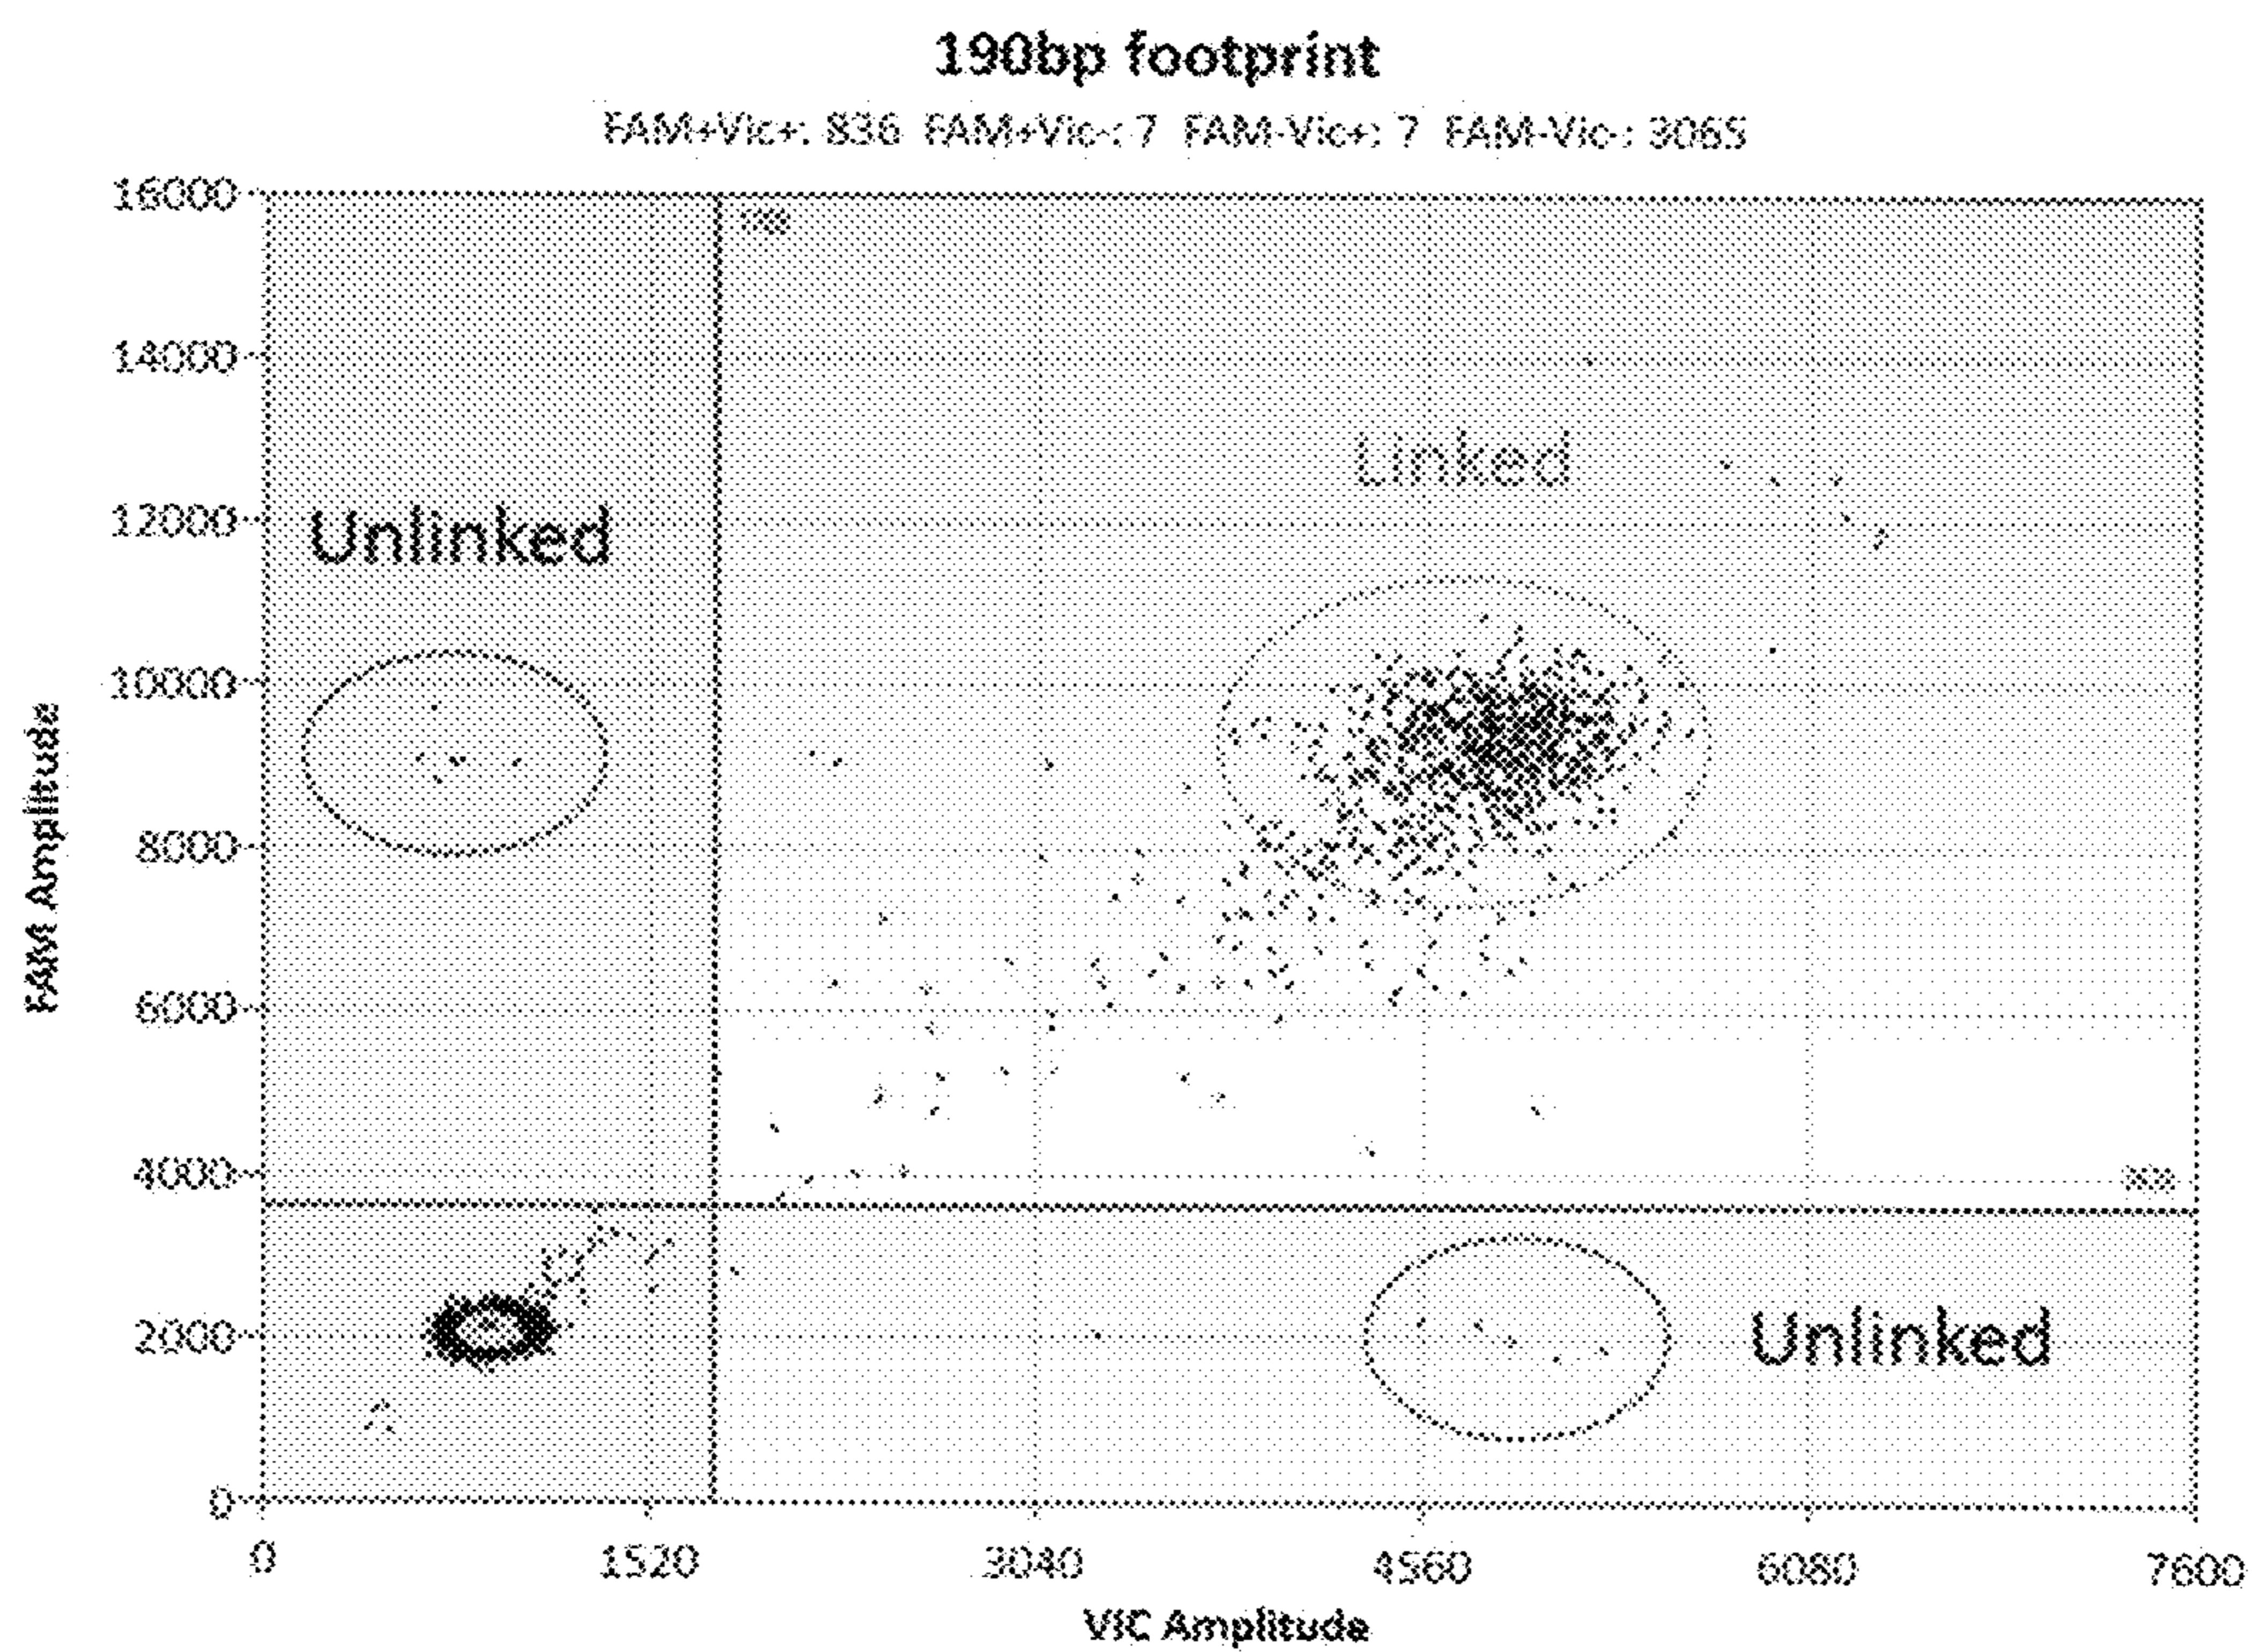 190bp footprint
FAM+Vic+: 836 FAM+Vic-: 7 FAM-Vic+: 7 FAM-Vic-: 3065
16000
14000
Linked
12000
Unlinked
10000
8000
6000
4000
2000
Unlinked
0
FAM Amplitude
0 1520 3040 4560 6080 7600
VIC Amplitude